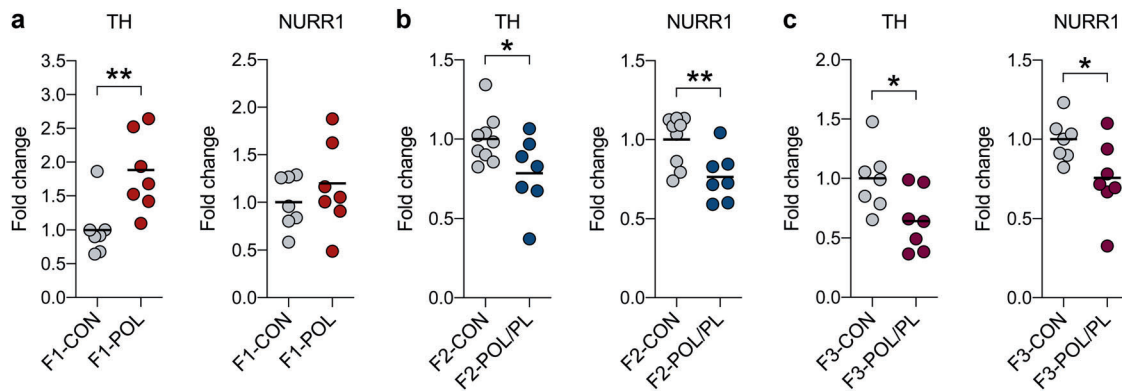 a
TH
Fold change
3.5
3.0
2.5
2.0
1.5
1.0
0.5
0.0
**
F1-CON
F1-POL
NURR1
Fold change
2.5
2.0
1.5
1.0
0.5
0.0
F1-CON
F1-POL
b
TH
Fold change
1.5
1.0
0.5
0.0
*
F2-CON
F2-POL/PL
NURR1
Fold change
1.5
1.0
0.5
0.0
**
F2-CON
F2-POL/PL
c
TH
Fold change
2.0
1.5
1.0
0.5
0.0
*
F3-CON
F3-POL/PL
NURR1
Fold change
1.5
1.0
0.5
0.0
*
F3-CON
F3-POL/PL